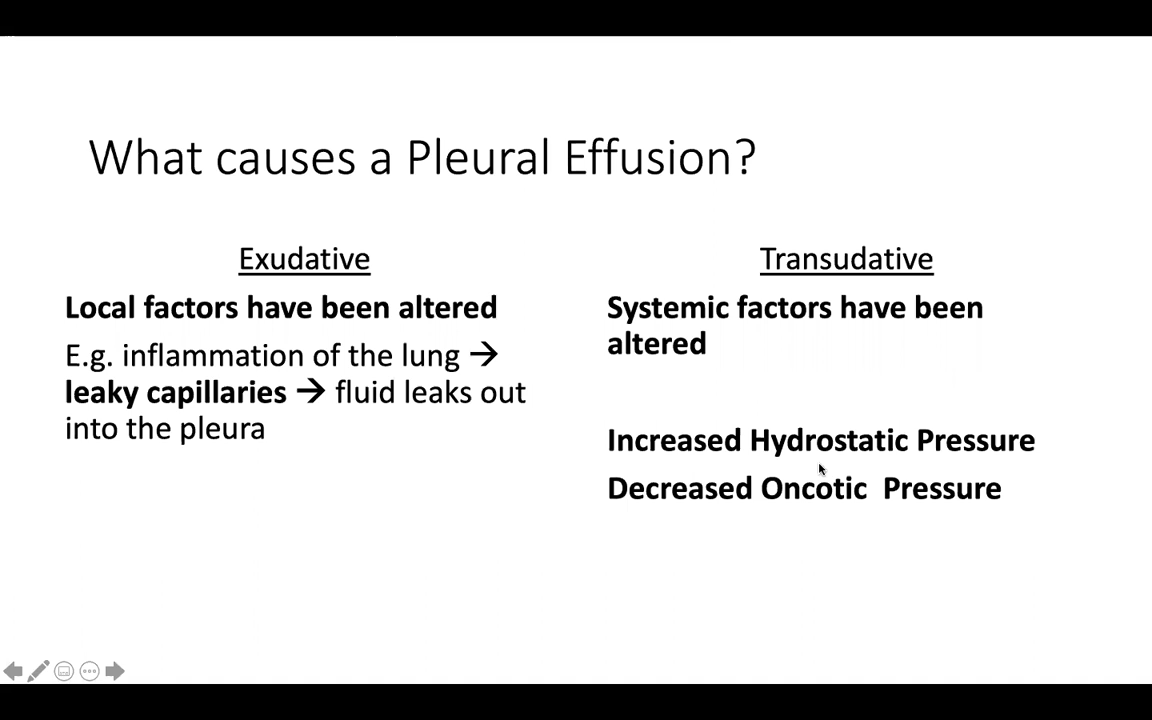 What causes a Pleural Effusion?
Exudative
Local factors have been altered
E.g. inflammation of the lung →
leaky capillaries → fluid leaks out
into the pleura
Transudative
Systemic factors have been
altered
Increased Hydrostatic Pressure
Decreased Oncotic  Pressure